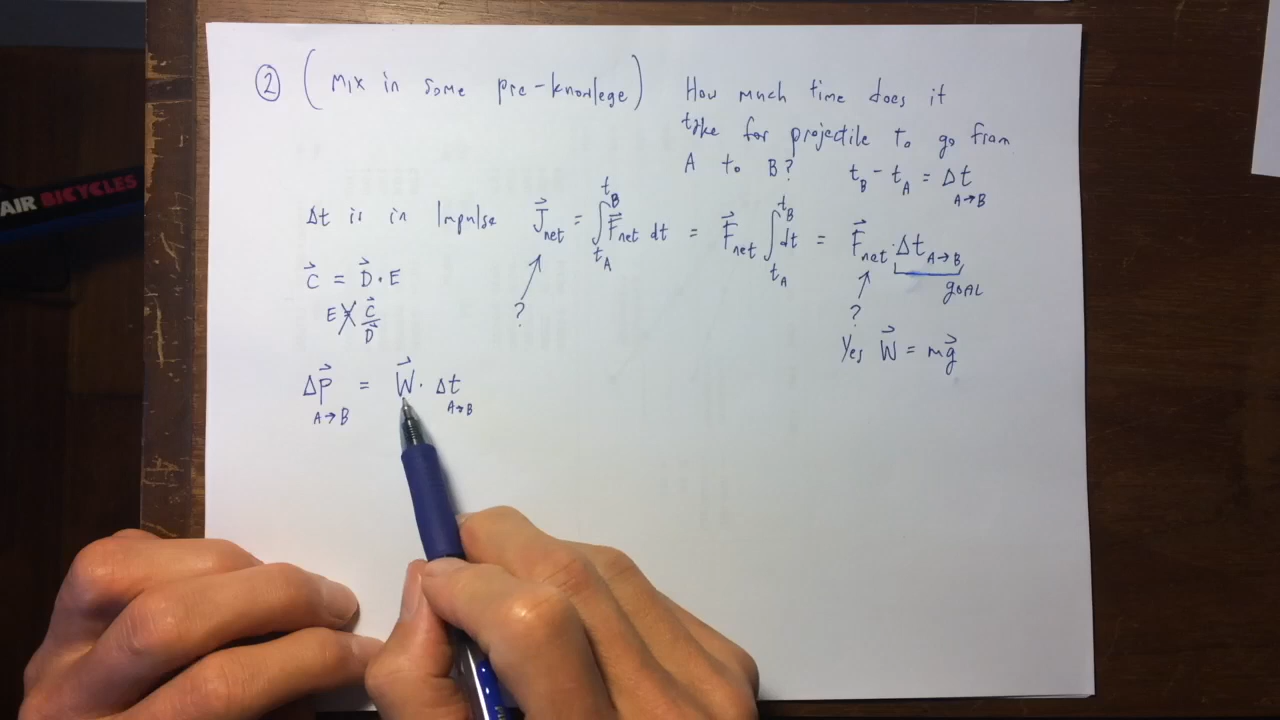 ② (Mix in some pre-knowlege) How much time does it
take for projectile to go from
A to B? t_B - t_A = Δt_A→B
Δt is in Impulse J⃗_net = ∫_t_A^t_B F⃗_net dt = F⃗_net ∫_t_A^t_B dt = F⃗_net · Δt_A→B
GOAL
C⃗ = D⃗ · E
E = C⃗/D⃗
? ?
Yes W⃗ = mg⃗
Δp⃗_A→B = W⃗ · Δt_A→B
AIR BICYCLES